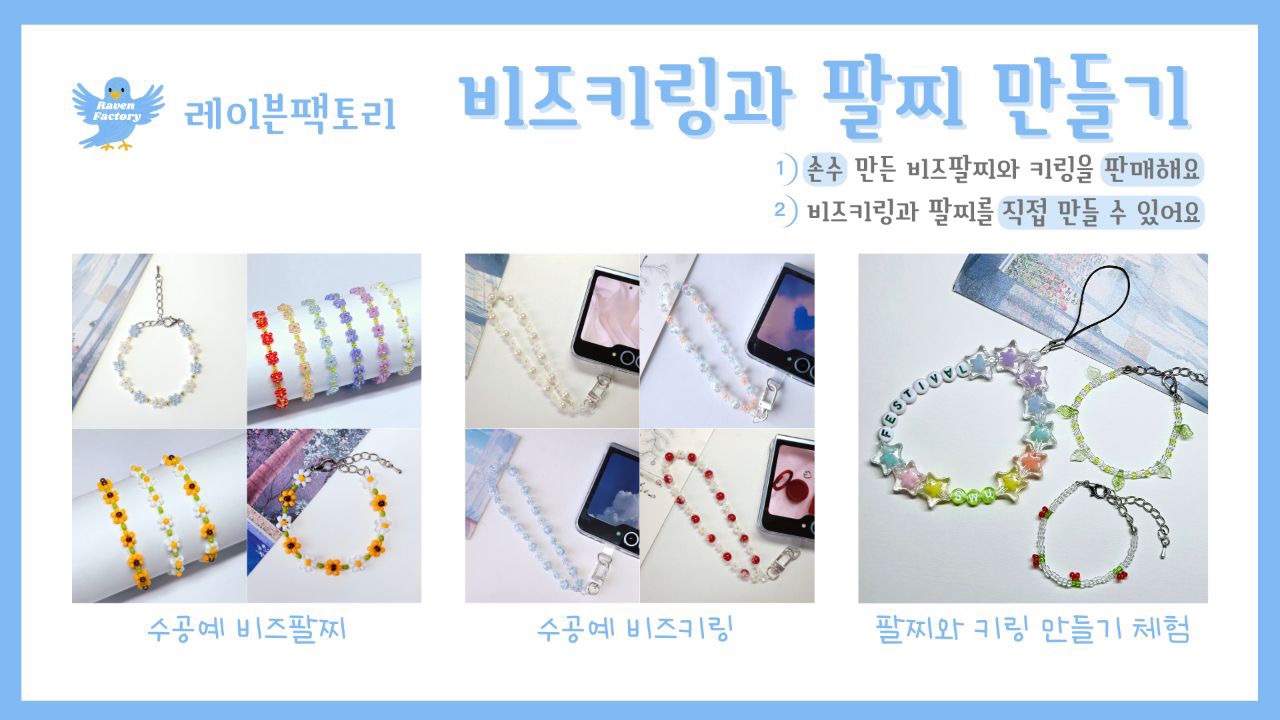 Raven
Factory
레이븐팩토리
비즈키링과 팔찌 만들기
1) 손수 만든 비즈팔찌와 키링을 판매해요
2) 비즈키링과 팔찌를 직접 만들 수 있어요
FESTIVAL
SWU
수공예 비즈팔찌
수공예 비즈키링
팔찌와 키링 만들기 체험